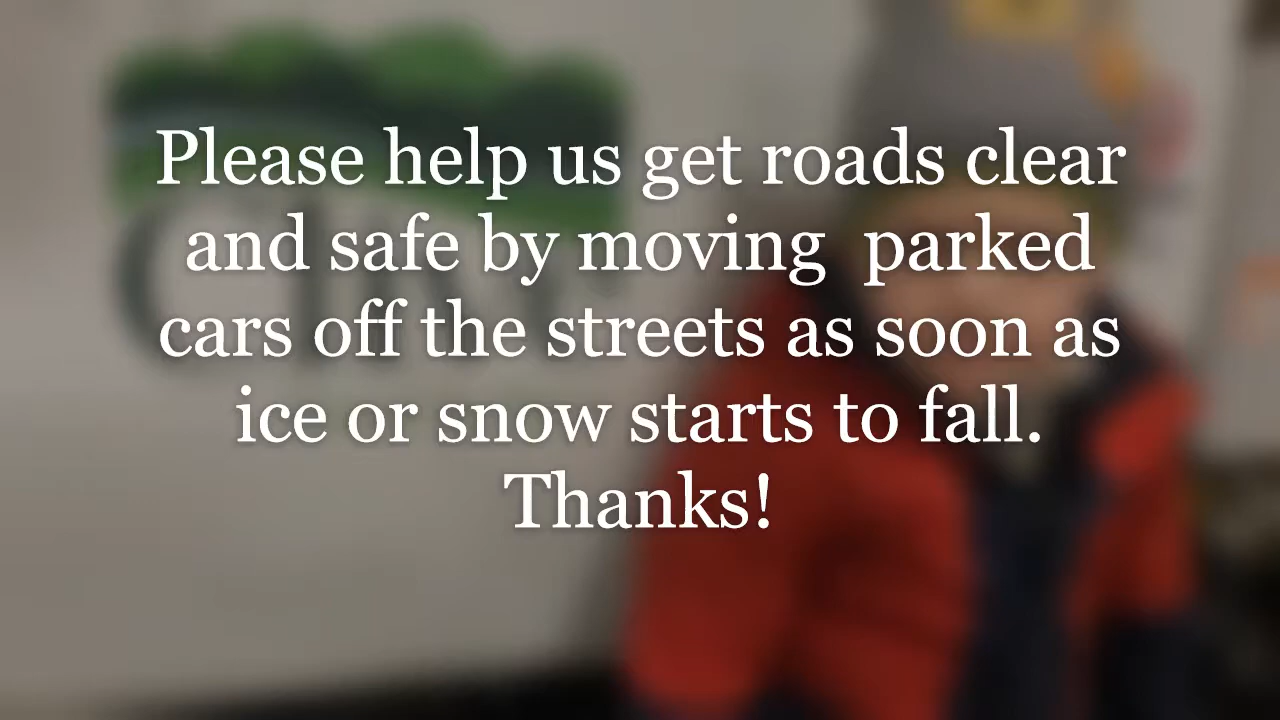 Please help us get roads clear
and safe by moving  parked
cars off the streets as soon as
ice or snow starts to fall.
Thanks!